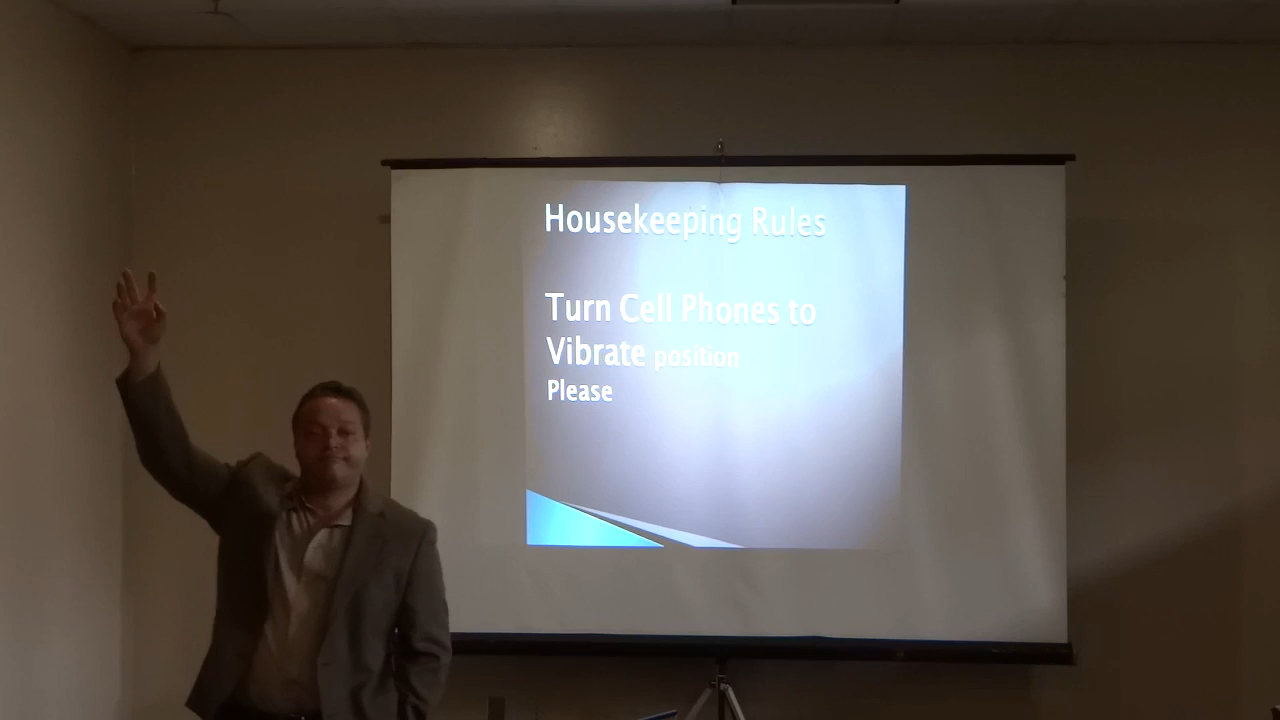 Housekeeping Rules
Turn Cell Phones to
Vibrate position
Please